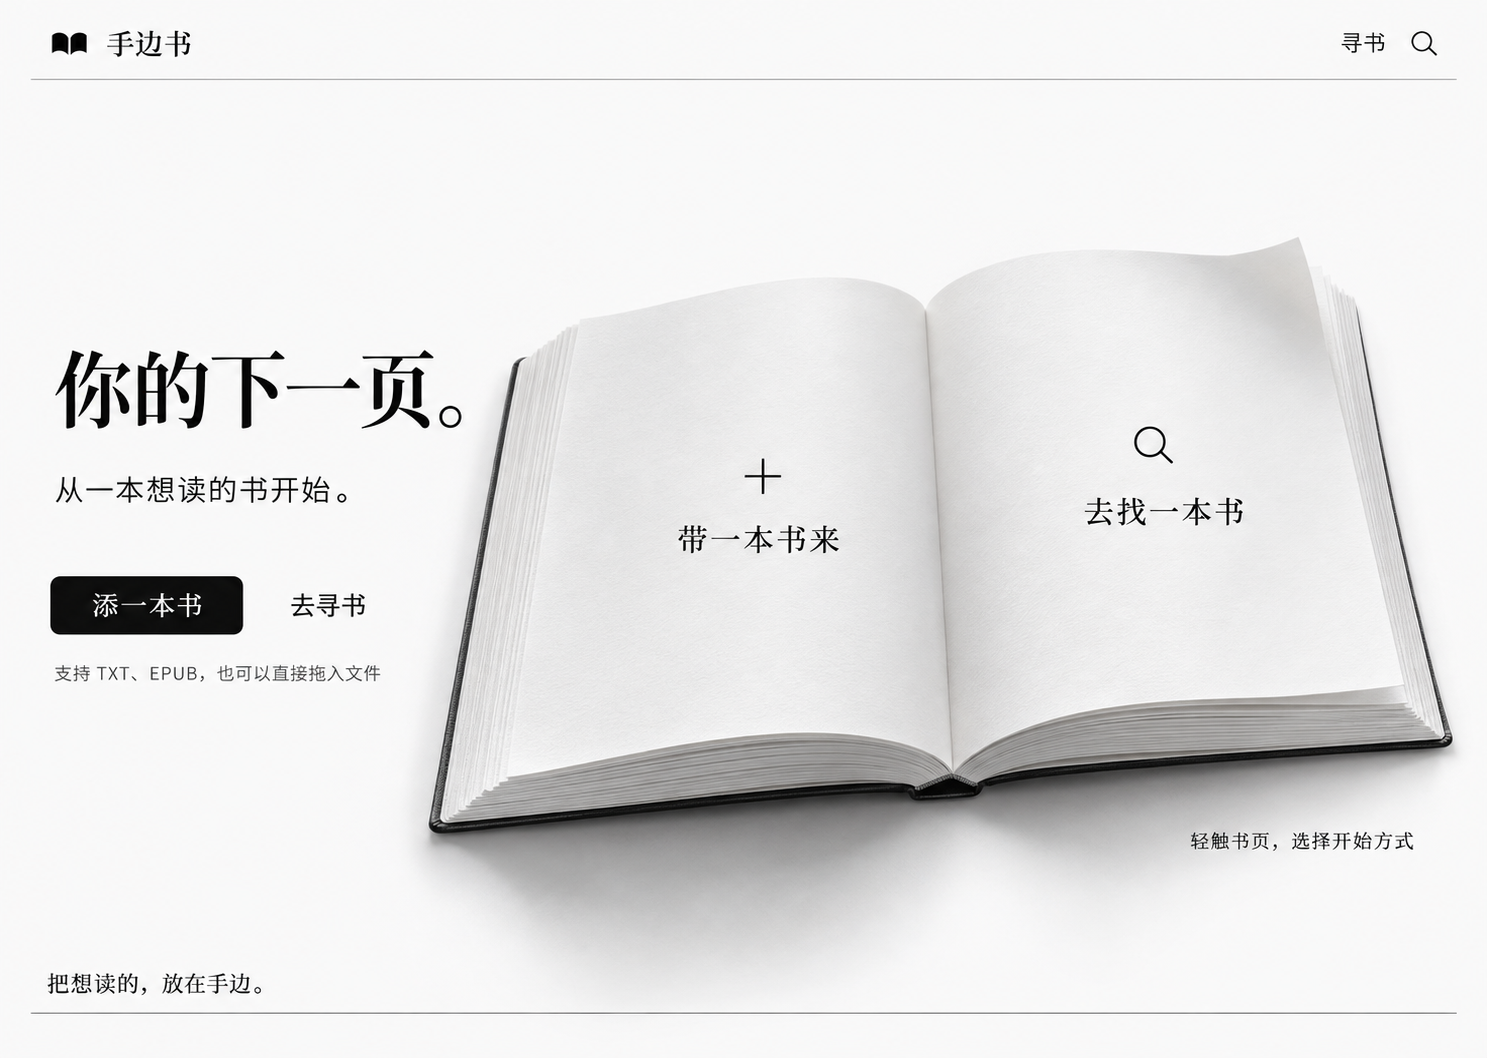 手边书
寻书
你的下一页。
从一本想读的书开始。
添一本书
去寻书
支持 TXT、EPUB，也可以直接拖入文件
带一本书来
去找一本书
轻触书页，选择开始方式
把想读的，放在手边。